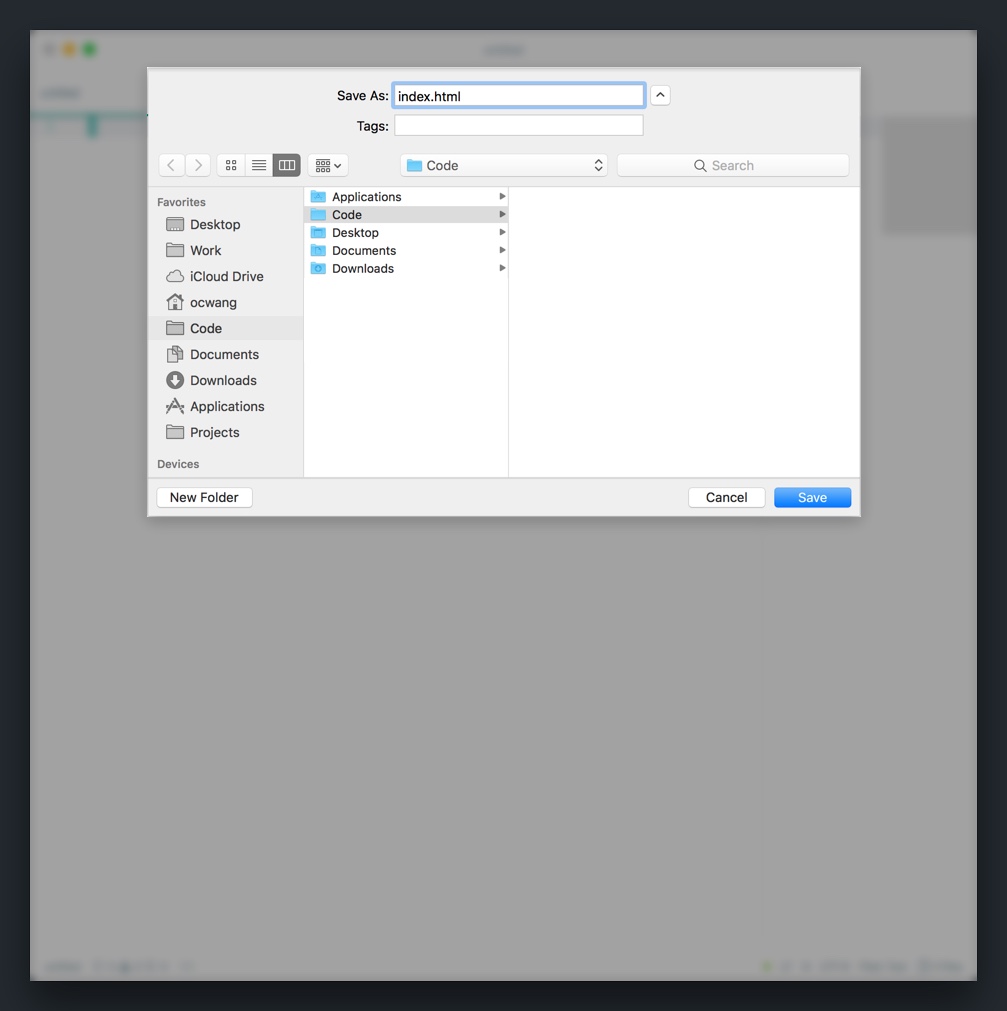 Save As: index.html
Tags:
Code
Search
Favorites
Desktop
Work
iCloud Drive
ocwang
Code
Documents
Downloads
Applications
Projects
Devices
Applications
Code
Desktop
Documents
Downloads
New Folder
Cancel
Save